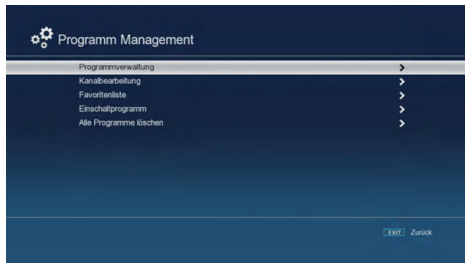 Programm Management
Programmverwaltung
Kanalbearbeitung
Favoritenliste
Einschaltprogramm
Alle Programme löschen
EXIT Zurück